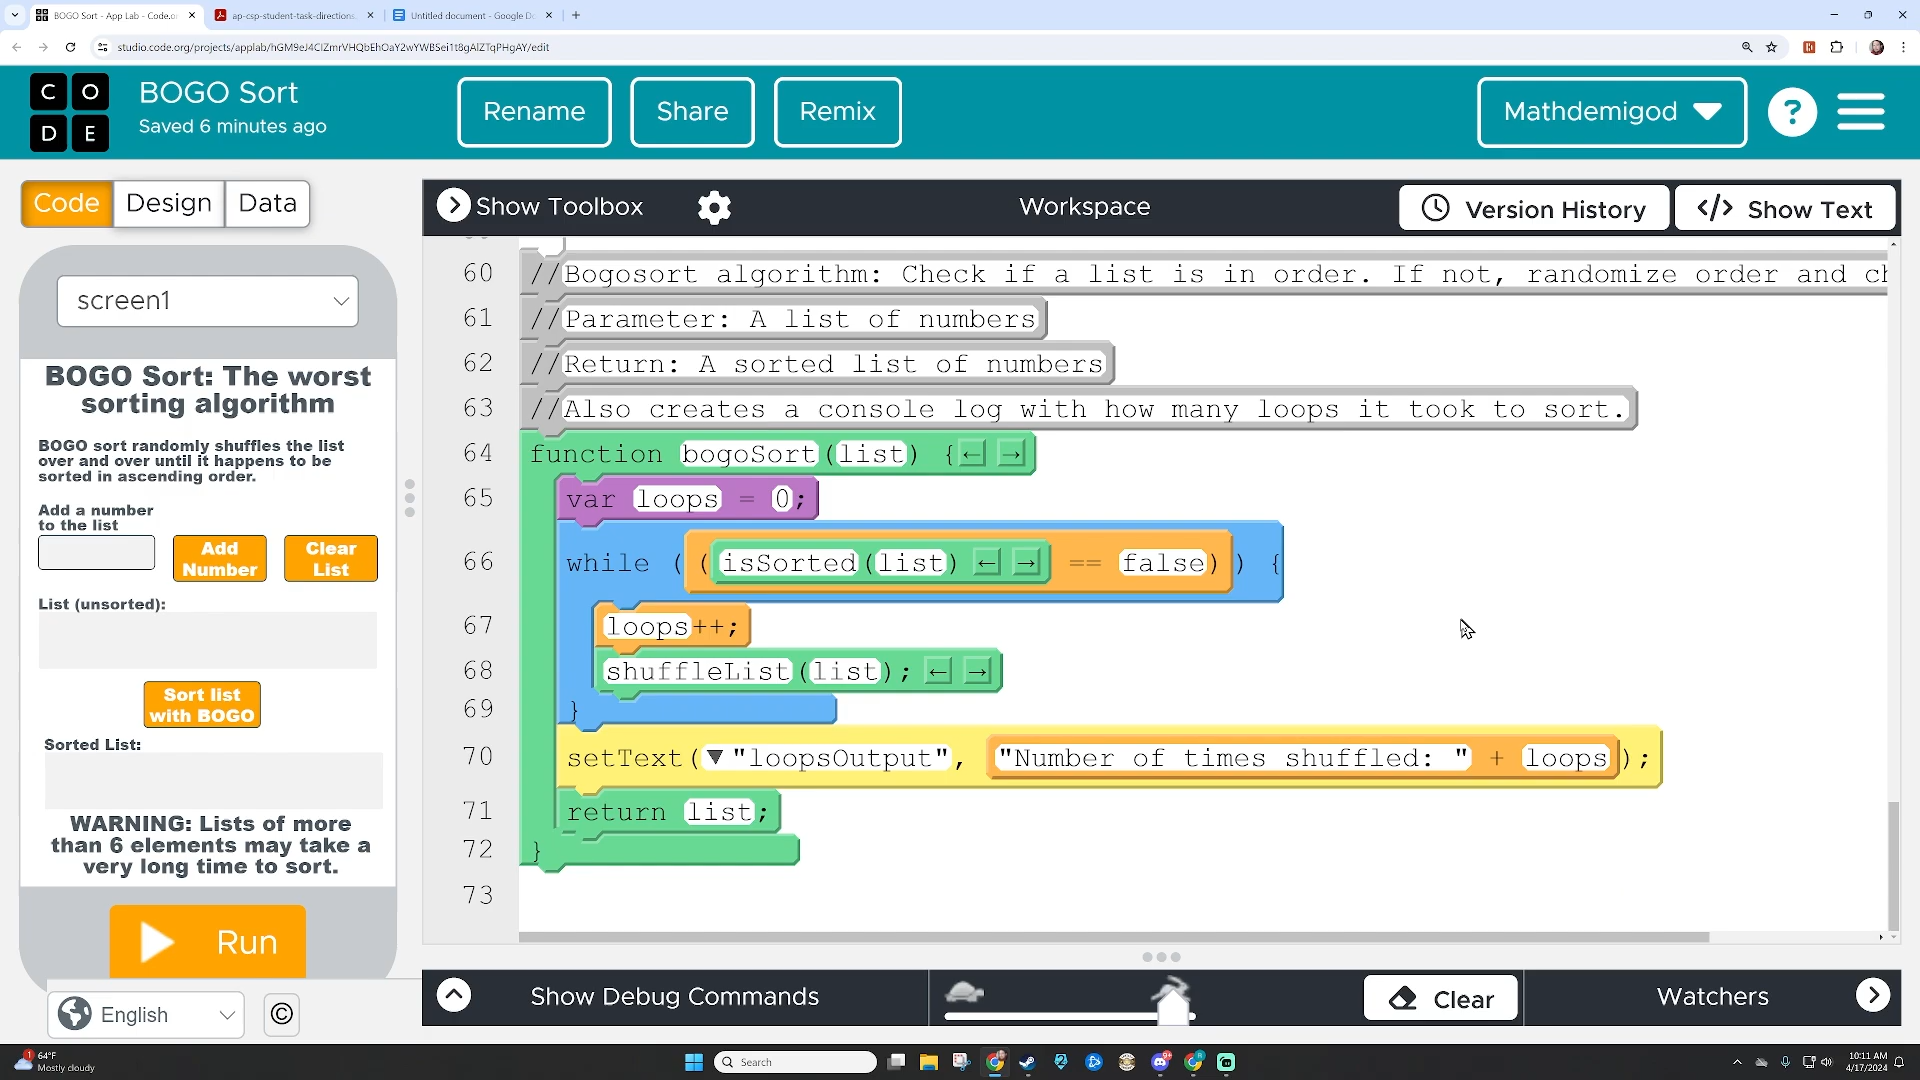 BOGO Sort - App Lab - Code.o
ap-csp-student-task-directions.
Untitled document - Google Do
studio.code.org/projects/applab/hGM9eJ4ClZmrVHQbEhOaY2wYWBSei1t8gAlZTqPHgAY/edit
C O
D E
BOGO Sort
Saved 6 minutes ago
Rename
Share
Remix
Mathdemigod
?
Code
Design
Data
Show Toolbox
Workspace
Version History
</> Show Text
screen1
BOGO Sort: The worst
sorting algorithm
BOGO sort randomly shuffles the list
over and over until it happens to be
sorted in ascending order.
Add a number
to the list
Add
Number
Clear
List
List (unsorted):
Sort list
with BOGO
Sorted List:
WARNING: Lists of more
than 6 elements may take a
very long time to sort.
Run
English
©
60 //Bogosort algorithm: Check if a list is in order. If not, randomize order and ch
61 //Parameter: A list of numbers
62 //Return: A sorted list of numbers
63 //Also creates a console log with how many loops it took to sort.
64 function bogoSort(list) {← →
65 var loops = 0;
66 while ((isSorted(list) ← → == false)) {
67 loops++;
68 shuffleList(list); ← →
69 }
70 setText(▼ "loopsOutput", "Number of times shuffled: " + loops);
71 return list;
72 }
73
Show Debug Commands
Clear
Watchers
1
64°F
Mostly cloudy
Search
10:11 AM
4/17/2024